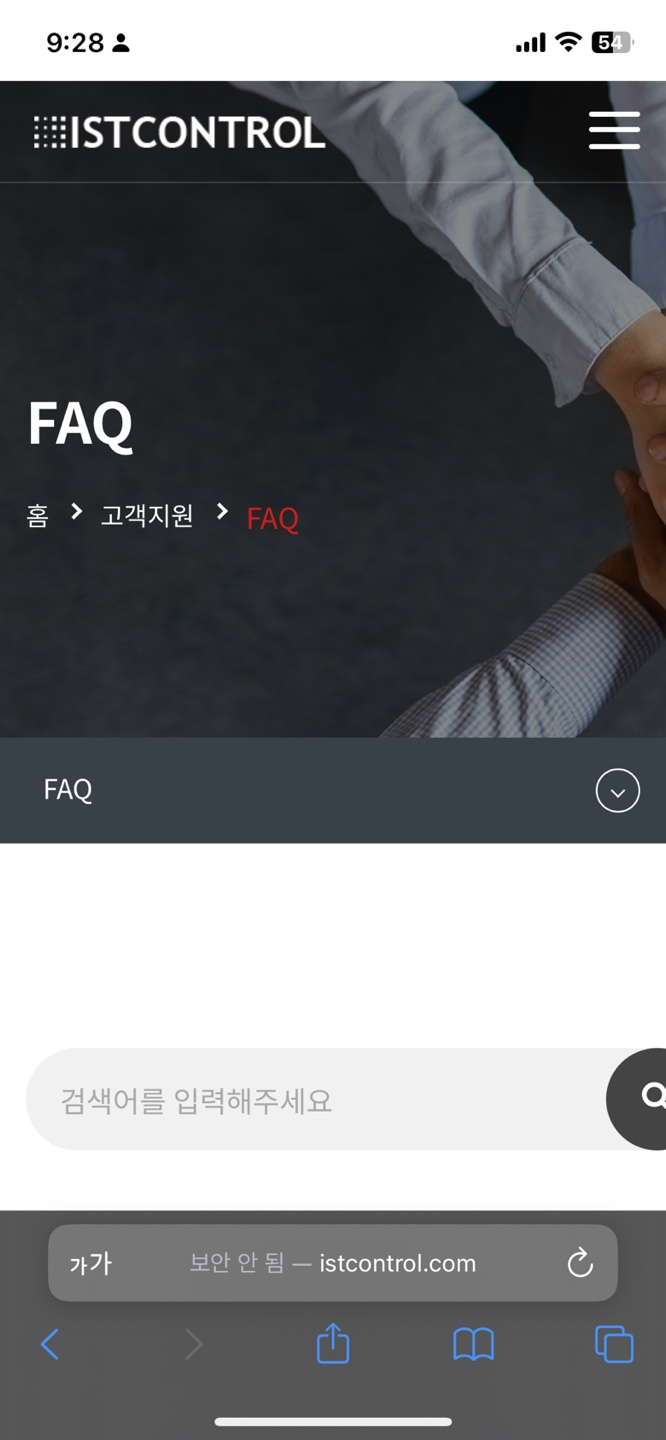 9:28
54
ISTCONTROL
FAQ
홈 > 고객지원 > FAQ
FAQ
검색어를 입력해주세요
가가 보안 안 됨 — istcontrol.com